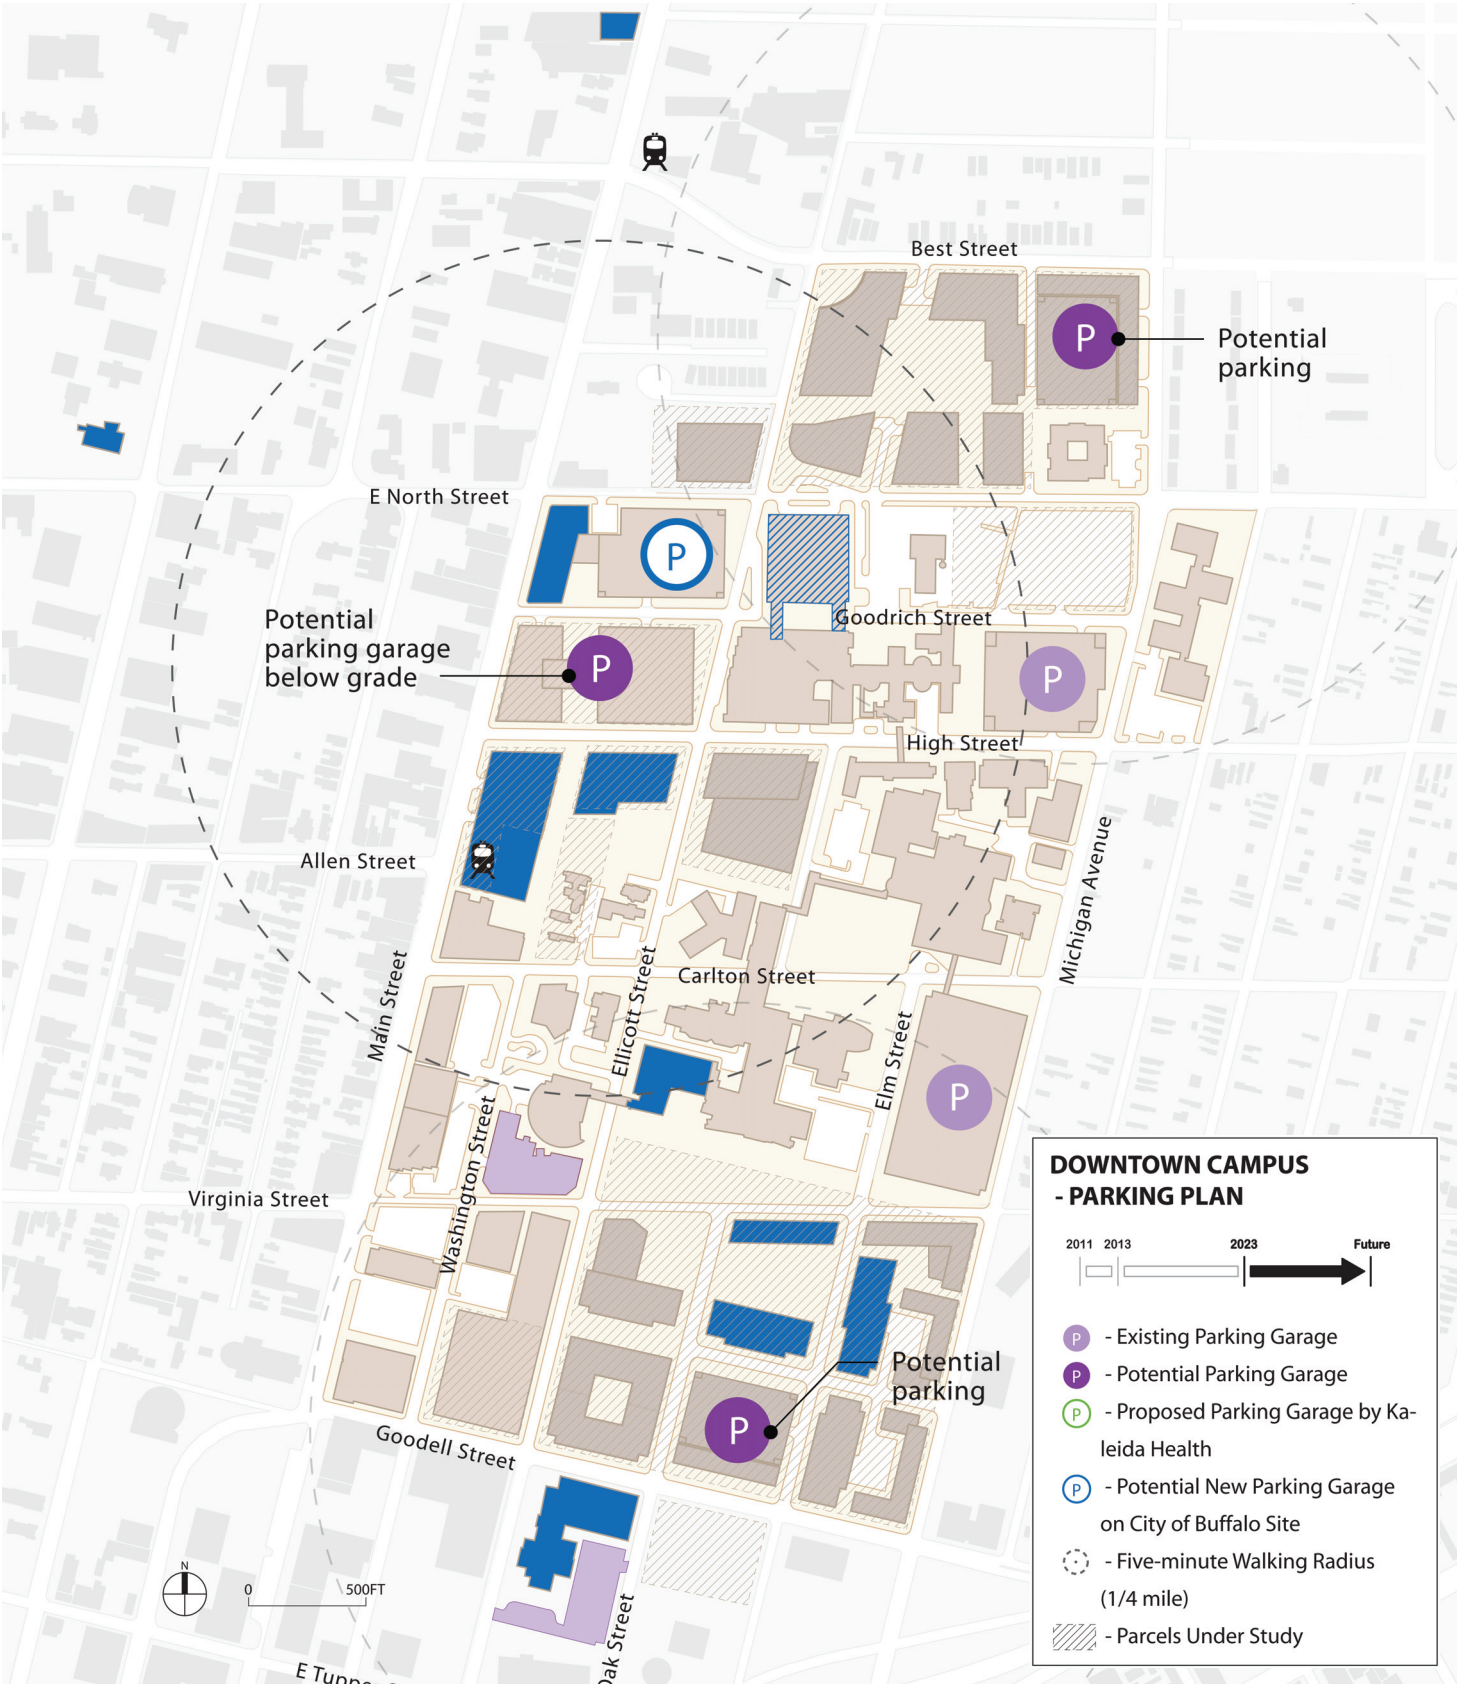 Best Street
P
Potential
parking
E North Street
P
Potential
parking garage
below grade
P
Goodrich Street
P
High Street
Allen Street
Michigan Avenue
Main Street
Ellicott Street
Carlton Street
Elm Street
P
Washington Street
Virginia Street
Potential
parking
P
Goodell Street
N
0 500FT
Oak Street
E Tuppe
DOWNTOWN CAMPUS
- PARKING PLAN
2011 2013 2023 Future
P - Existing Parking Garage
P - Potential Parking Garage
P - Proposed Parking Garage by Ka-
leida Health
P - Potential New Parking Garage
on City of Buffalo Site
- Five-minute Walking Radius
(1/4 mile)
- Parcels Under Study